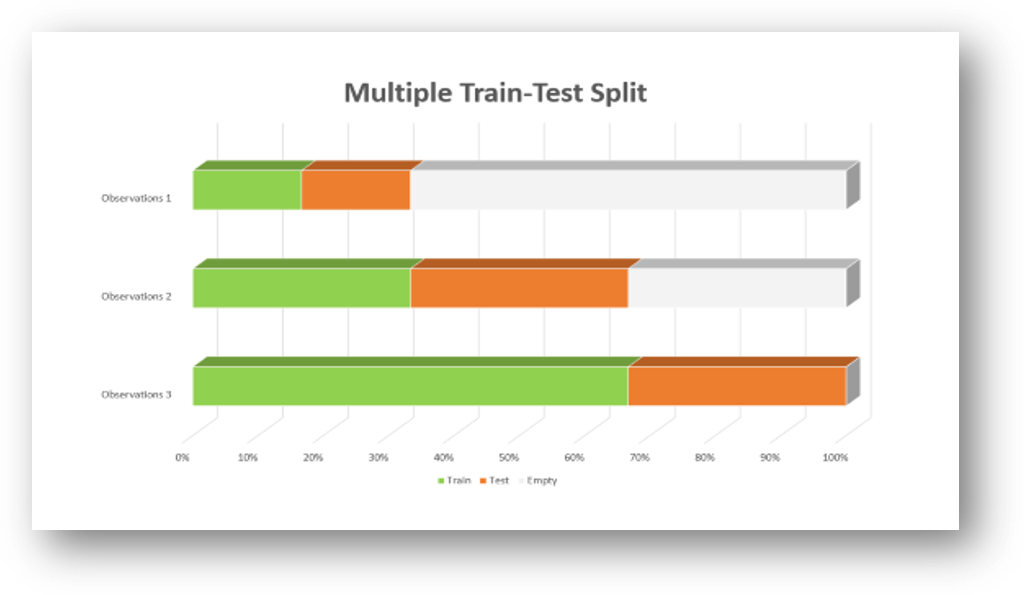 Multiple Train-Test Split
Observations 1
Observations 2
Observations 3
0% 10% 20% 30% 40% 50% 60% 70% 80% 90% 100%
Train Test Empty